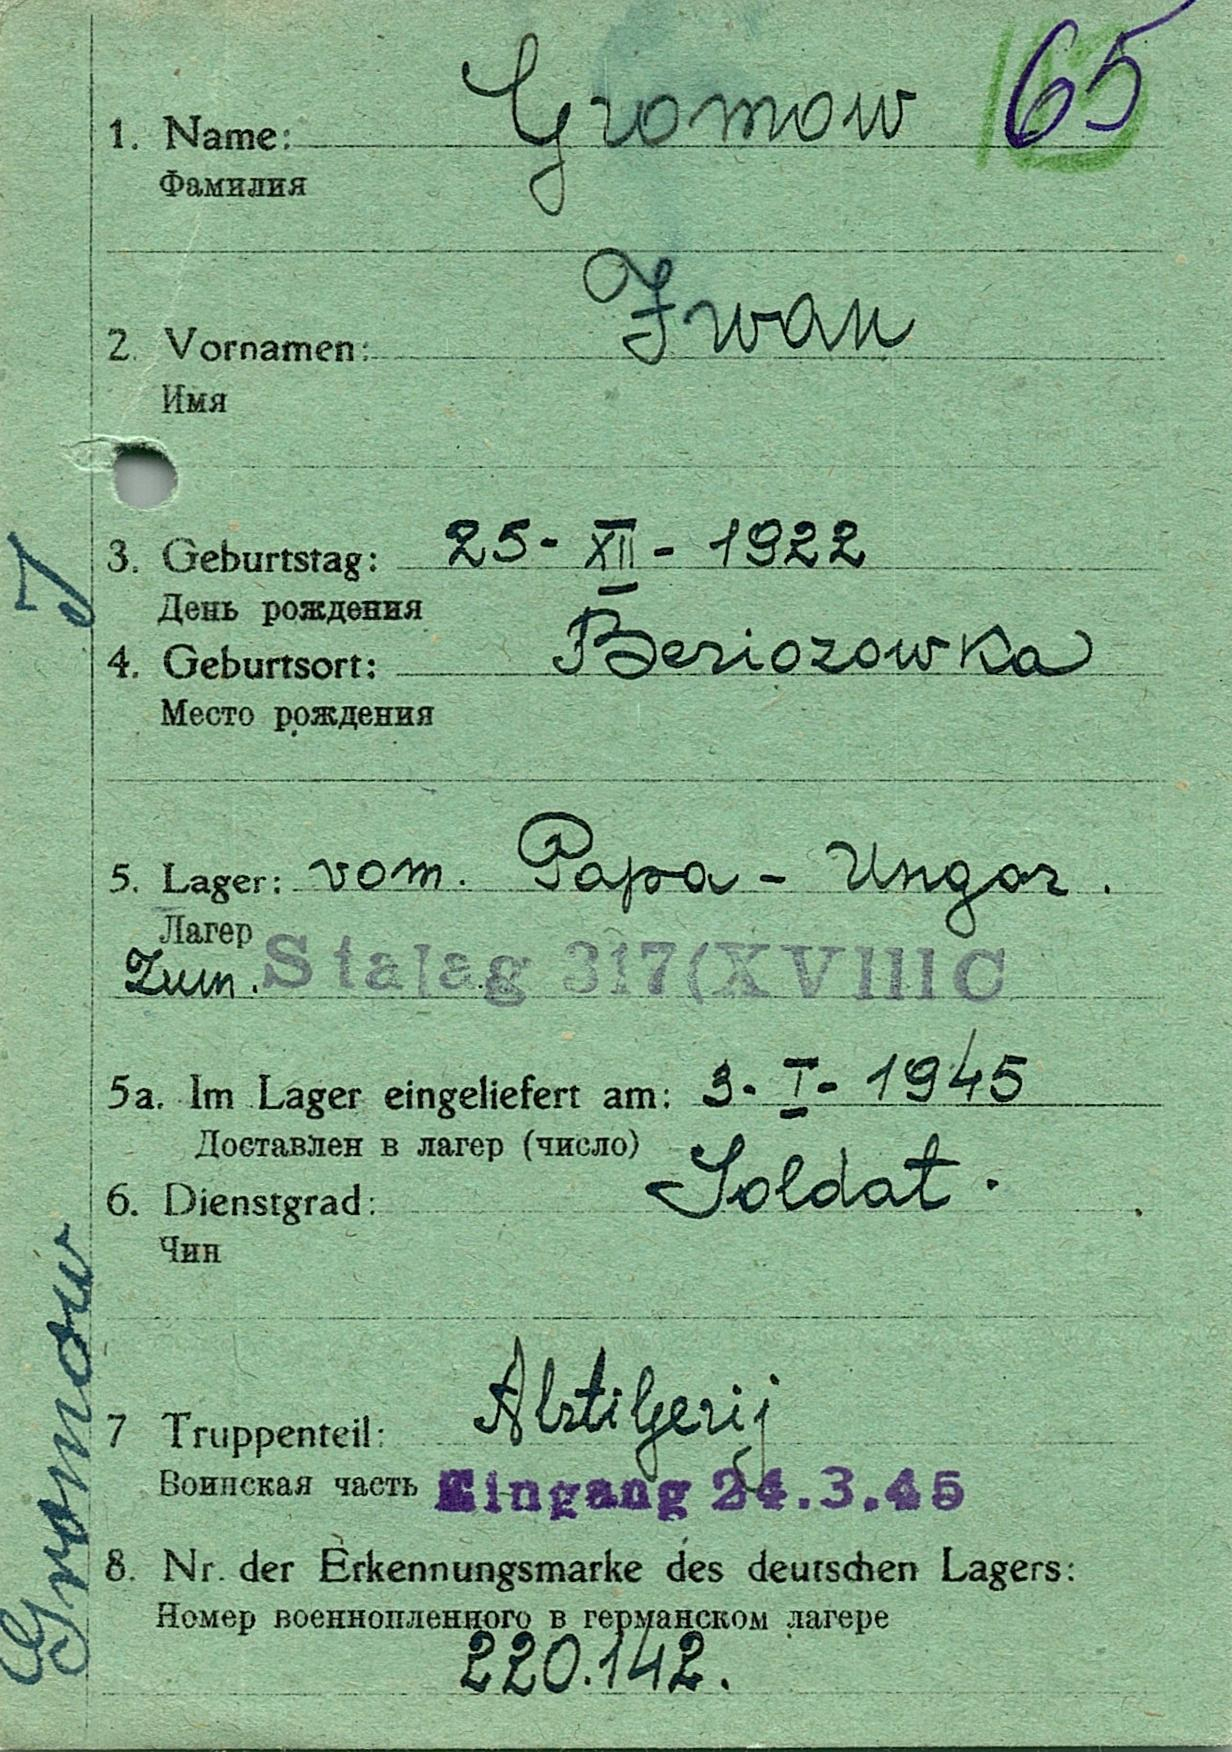 165
65
1. Name: Gromow
Фамилия
2. Vornamen: Iwan
Имя
3. Geburtstag: 25- XII - 1922
День рождения
4. Geburtsort: Beriozowka
Место рождения
5. Lager: vom. Papa - Ungar.
Лагер
Zum. Stalag 317(XVIIIC
5a. Im Lager eingeliefert am: 3. I- 1945
Доставлен в лагер (число)
6. Dienstgrad: Soldat.
Чин
7 Truppenteil:
Воинская часть Eingang 24.3.45
8. Nr. der Erkennungsmarke des deutschen Lagers:
Номер военнопленного в германском лагере
220.142.
Gromow I